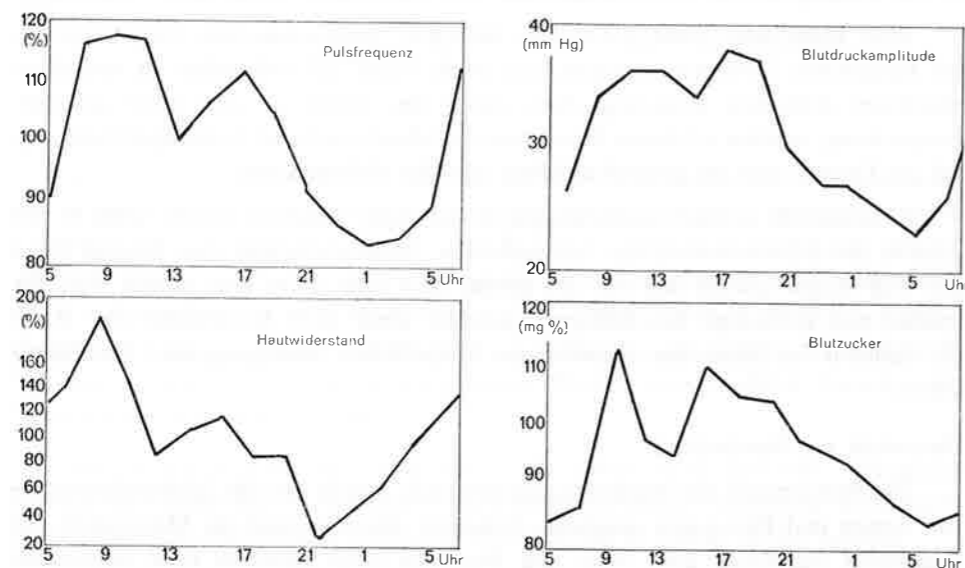 120
(%)
Pulsfrequenz
110
100
90
80
5 9 13 17 21 1 5 Uhr
40
(mm Hg)
Blutdruckamplitude
30
20
5 9 13 17 21 1 5 Uhr
200
(%)
Hautwiderstand
160
140
120
100
80
60
40
20
5 9 13 17 21 1 5 Uhr
120
(mg %)
Blutzucker
110
100
90
80
5 9 13 17 21 1 5 Uhr